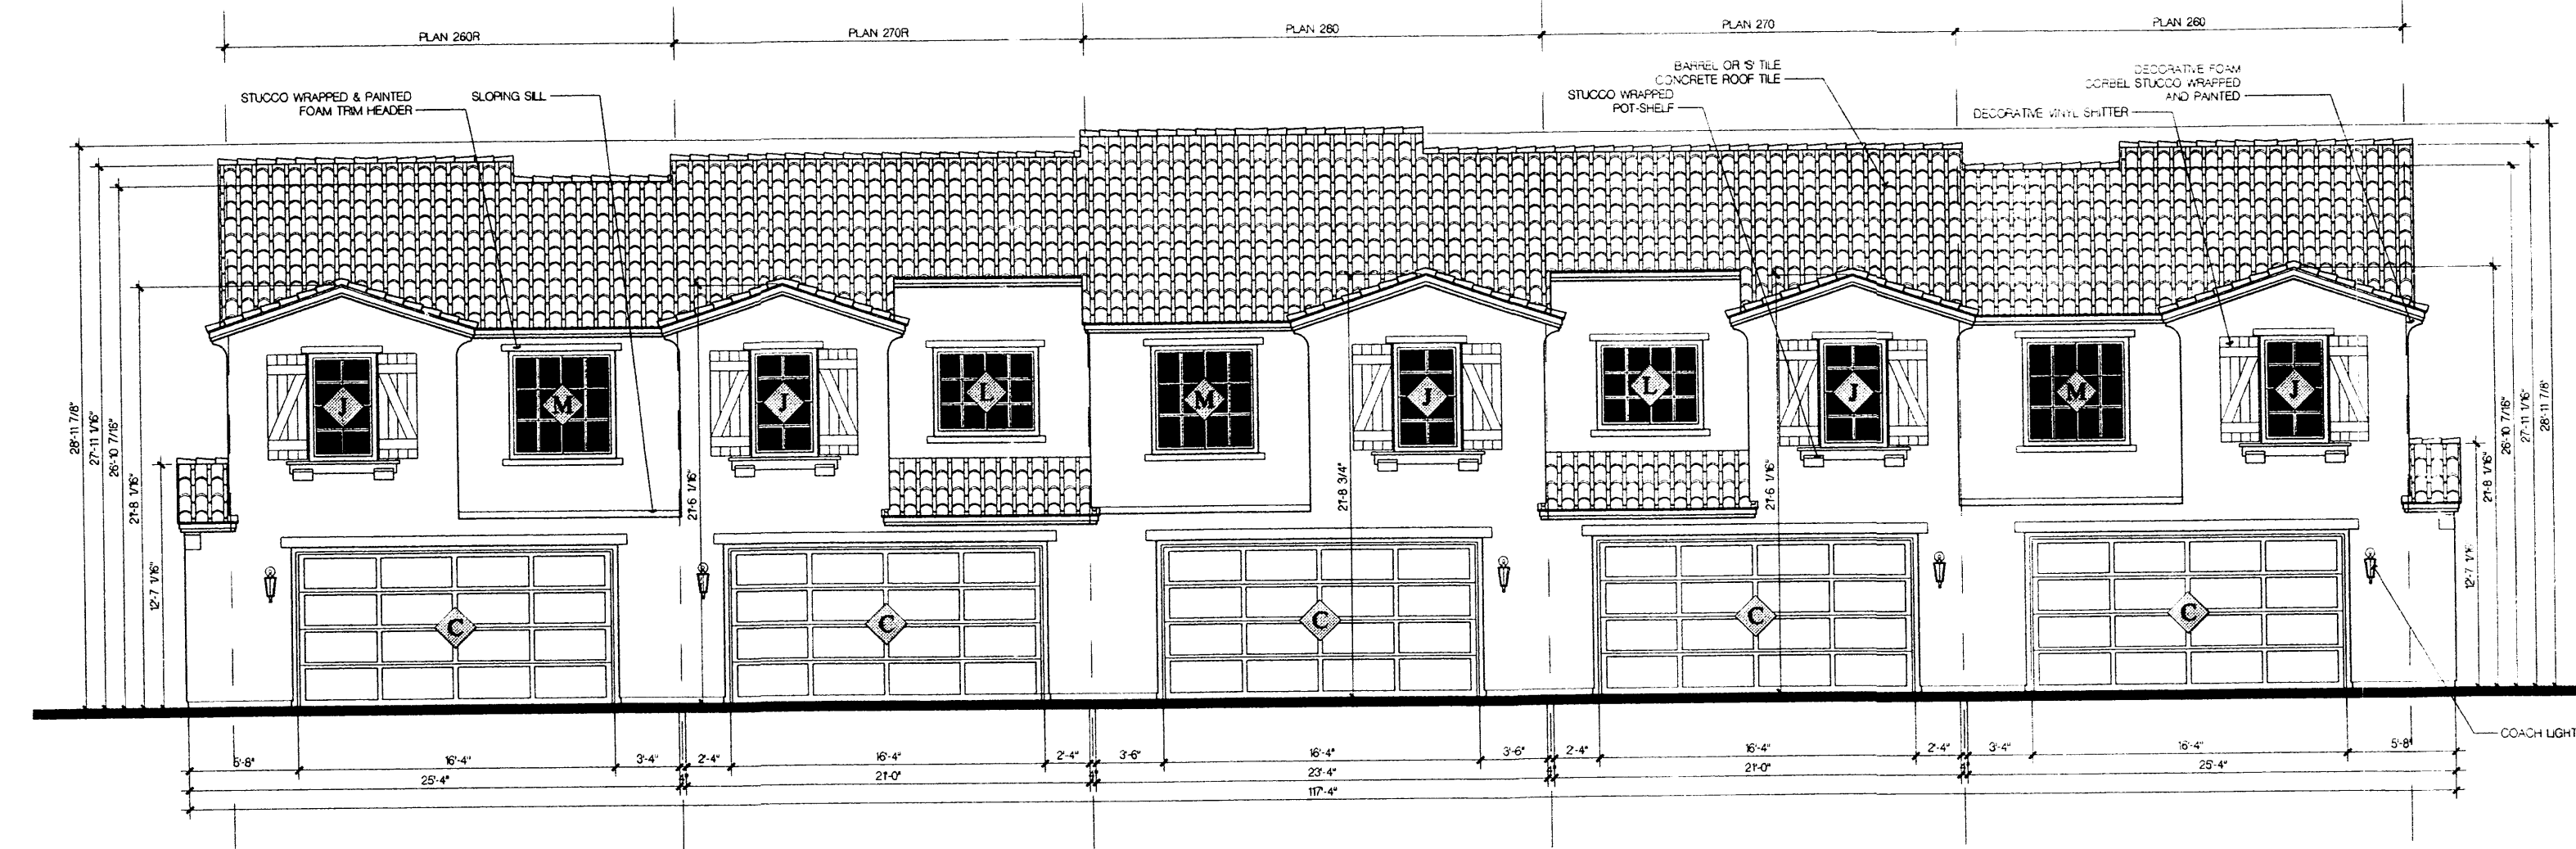 PLAN 260R
PLAN 270R
PLAN 260
PLAN 270
PLAN 260
STUCCO WRAPPED & PAINTED
FOAM TRIM HEADER
SLOPING SILL
BARREL OR 'S' TILE
CONCRETE ROOF TILE
STUCCO WRAPPED
POT-SHELF
DECORATIVE FOAM
CORBEL STUCCO WRAPPED
AND PAINTED
DECORATIVE VINYL SHTTER
28'-11 7/8"
27'-11 1/16"
26'-10 7/16"
21'-8 1/16"
12'-7 1/16"
21'-6 1/16"
21'-8 3/4"
21'-6 1/16"
12'-7 1/16"
21'-8 1/16"
26'-10 7/16"
27'-11 1/16"
28'-11 7/8"
J
M
J
L
M
J
L
J
M
J
C
C
C
C
C
COACH LIGHT
5'-8"
16'-4"
3'-4"
2'-4"
16'-4"
2'-4"
3'-6"
16'-4"
3'-6"
2'-4"
16'-4"
2'-4"
3'-4"
16'-4"
5'-8"
25'-4"
21'-0"
23'-4"
21'-0"
25'-4"
117'-4"